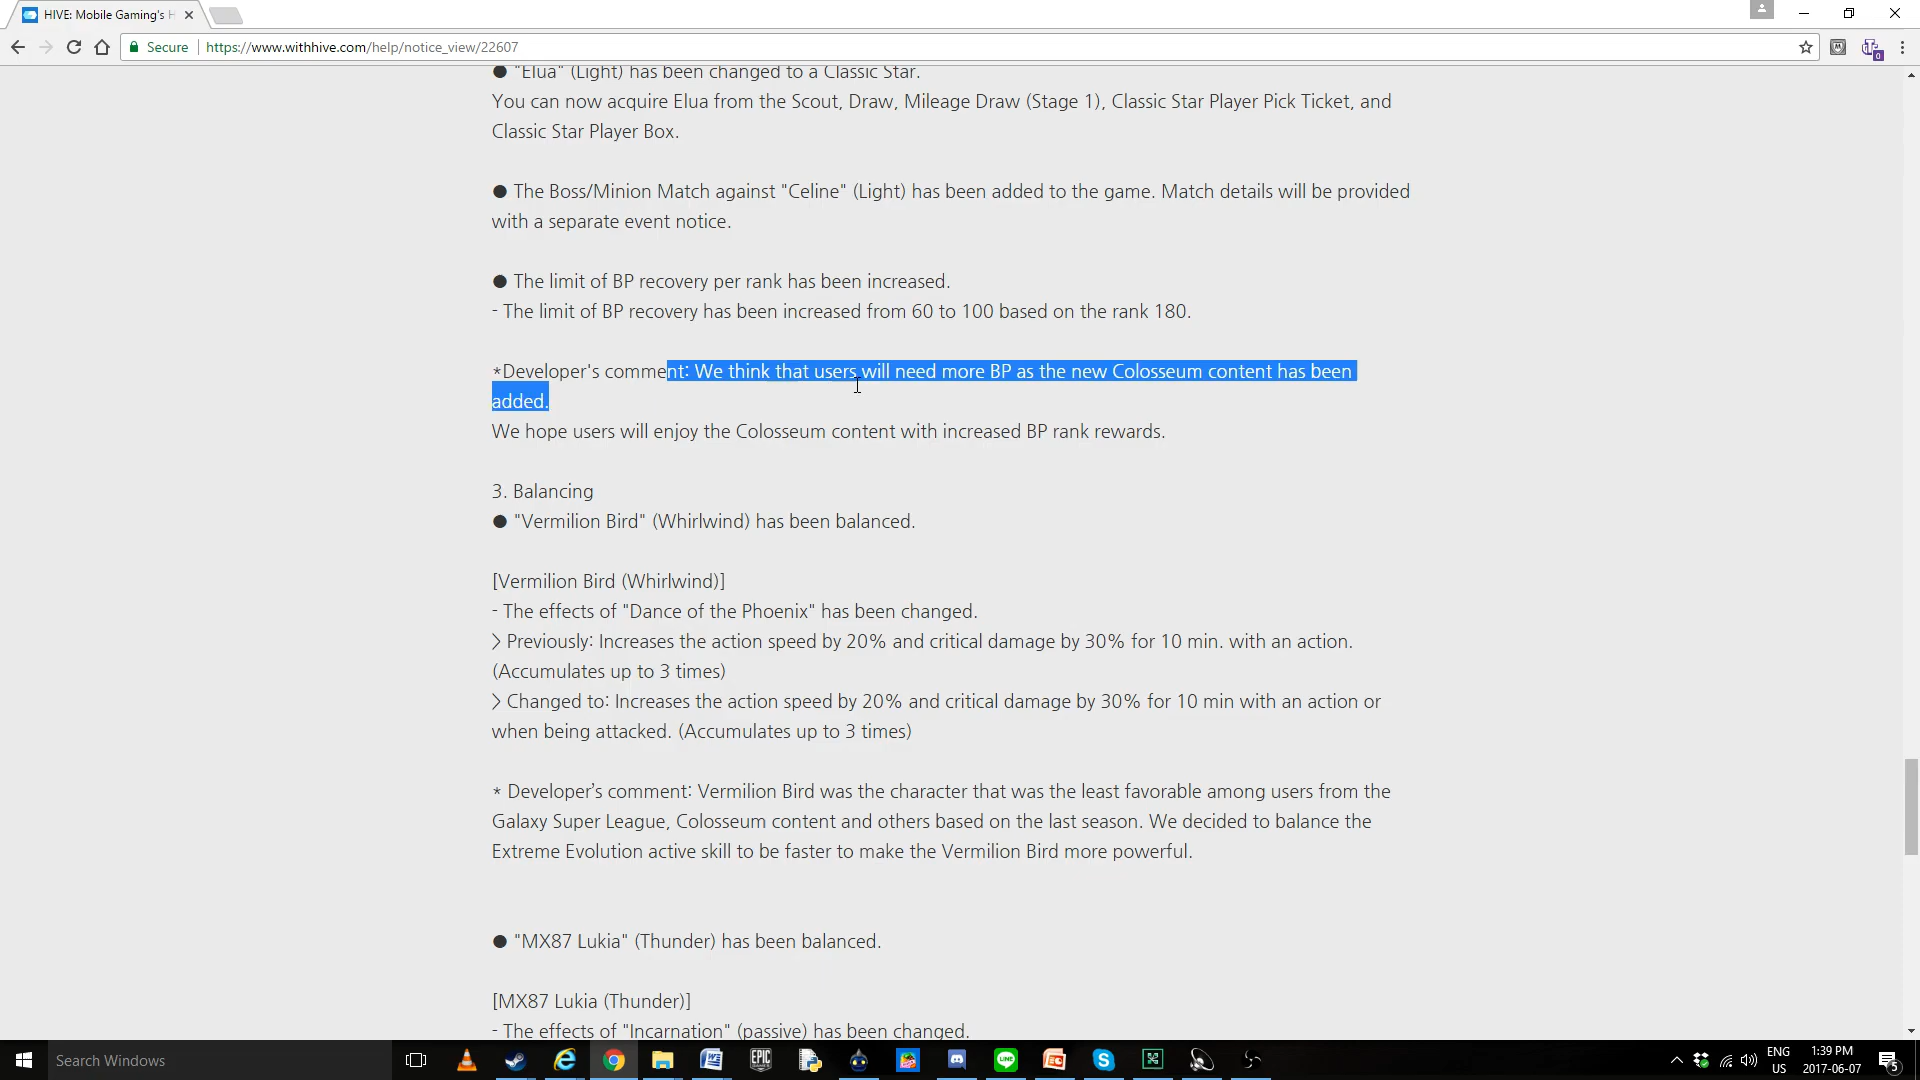 HIVE: Mobile Gaming's H
Secure
https://www.withhive.com/help/notice_view/22607
0
● "Elua" (Light) has been changed to a Classic Star.
You can now acquire Elua from the Scout, Draw, Mileage Draw (Stage 1), Classic Star Player Pick Ticket, and
Classic Star Player Box.
● The Boss/Minion Match against "Celine" (Light) has been added to the game. Match details will be provided
with a separate event notice.
● The limit of BP recovery per rank has been increased.
- The limit of BP recovery has been increased from 60 to 100 based on the rank 180.
*Developer's comment: We think that users will need more BP as the new Colosseum content has been
added.
We hope users will enjoy the Colosseum content with increased BP rank rewards.
3. Balancing
● "Vermilion Bird" (Whirlwind) has been balanced.
[Vermilion Bird (Whirlwind)]
- The effects of "Dance of the Phoenix" has been changed.
> Previously: Increases the action speed by 20% and critical damage by 30% for 10 min. with an action.
(Accumulates up to 3 times)
> Changed to: Increases the action speed by 20% and critical damage by 30% for 10 min with an action or
when being attacked. (Accumulates up to 3 times)
* Developer’s comment: Vermilion Bird was the character that was the least favorable among users from the
Galaxy Super League, Colosseum content and others based on the last season. We decided to balance the
Extreme Evolution active skill to be faster to make the Vermilion Bird more powerful.
● "MX87 Lukia" (Thunder) has been balanced.
[MX87 Lukia (Thunder)]
- The effects of "Incarnation" (passive) has been changed.
Search Windows
EPIC
LINE
ENG
US
1:39 PM
2017-06-07
5